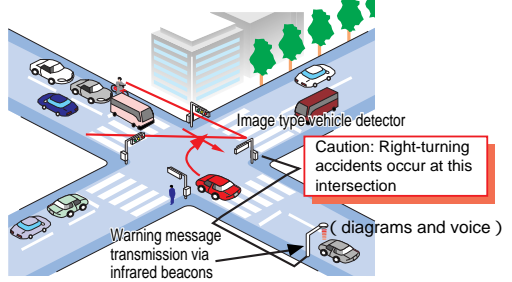 Image type vehicle detector
Caution: Right-turning
accidents occur at this
intersection
( diagrams and voice )
Warning message
transmission via
infrared beacons